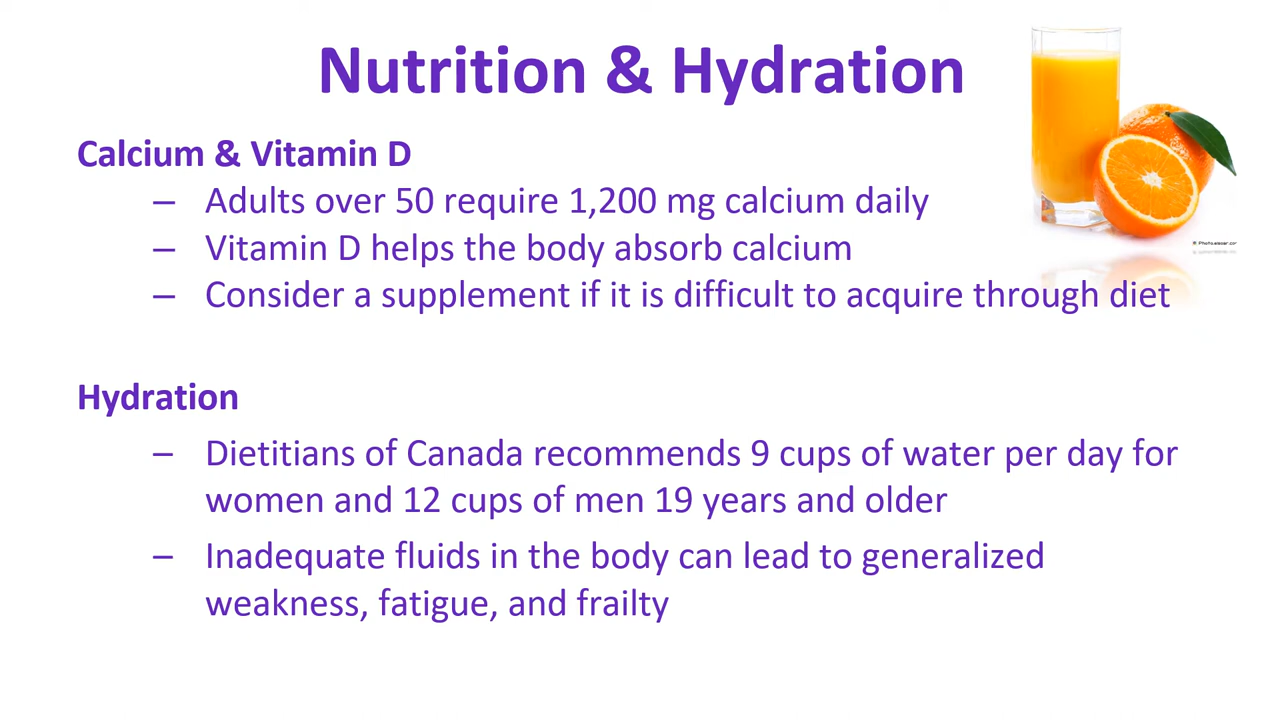 Nutrition & Hydration
Calcium & Vitamin D
– Adults over 50 require 1,200 mg calcium daily
– Vitamin D helps the body absorb calcium
– Consider a supplement if it is difficult to acquire through diet
Hydration
– Dietitians of Canada recommends 9 cups of water per day for
women and 12 cups of men 19 years and older
– Inadequate fluids in the body can lead to generalized
weakness, fatigue, and frailty